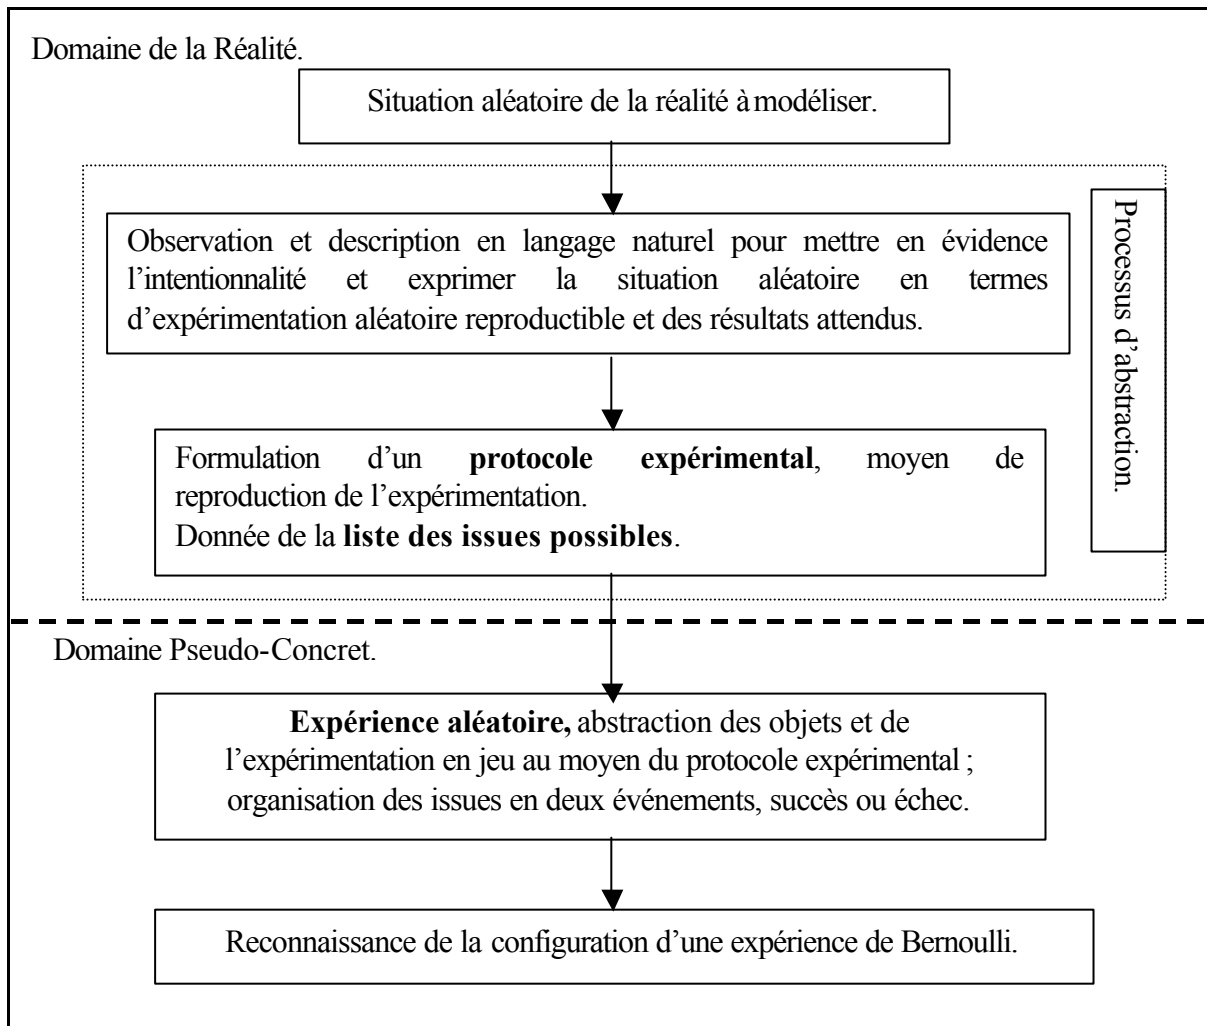 Domaine de la Réalité.
Situation aléatoire de la réalité à modéliser.
Observation et description en langage naturel pour mettre en évidence
l’intentionnalité et exprimer la situation aléatoire en termes
d’expérimentation aléatoire reproductible et des résultats attendus.
Processus d’abstraction.
Formulation d’un protocole expérimental, moyen de
reproduction de l’expérimentation.
Donnée de la liste des issues possibles.
Domaine Pseudo-Concret.
Expérience aléatoire, abstraction des objets et de
l’expérimentation en jeu au moyen du protocole expérimental ;
organisation des issues en deux événements, succès ou échec.
Reconnaissance de la configuration d’une expérience de Bernoulli.